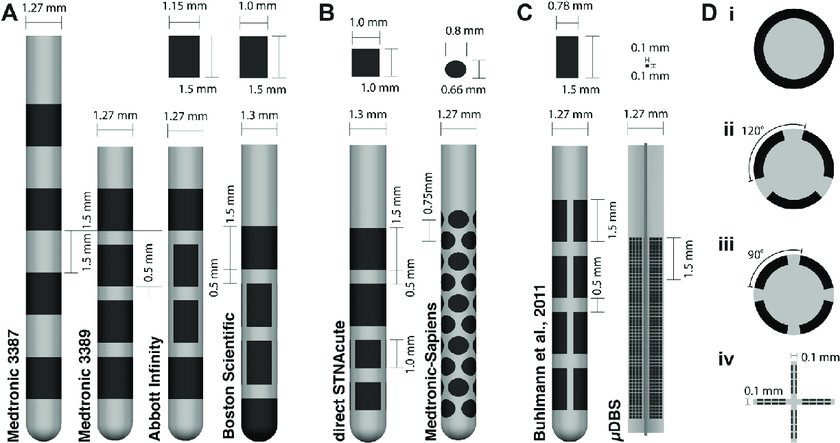 A
1.27 mm
1.15 mm
1.0 mm
1.5 mm
1.5 mm
1.27 mm
1.27 mm
1.3 mm
1.5 mm
1.5 mm
0.5 mm
1.5 mm
0.5 mm
Medtronic 3387
Medtronic 3389
Abbott Infinity
Boston Scientific
B
1.0 mm
0.8 mm
1.0 mm
0.66 mm
1.3 mm
1.27 mm
1.5 mm
0.5 mm
1.0 mm
0.75mm
direct STNAcute
Medtronic-Sapiens
C
0.78 mm
0.1 mm
0.1 mm
1.5 mm
1.27 mm
1.27 mm
1.5 mm
0.5 mm
1.5 mm
Buhlmann et al., 2011
µDBS
D
i
ii
120°
iii
90°
iv
0.1 mm
0.1 mm